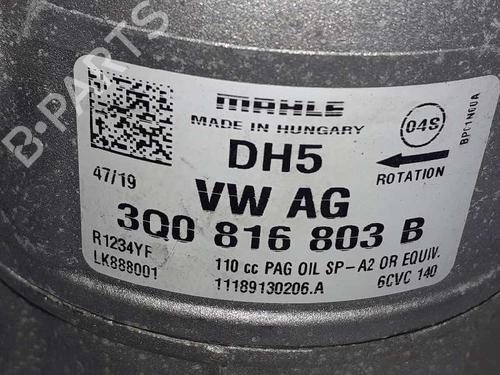 B-PARTS
MAHLE
MADE IN HUNGARY
04S
BP01N00A
DH5
ROTATION
47/19
VW AG
3Q0 816 803 B
R1234YF
LK888001
110 cc PAG OIL SP-A2 OR EQUIV.
11189130206.A
6CVC 140